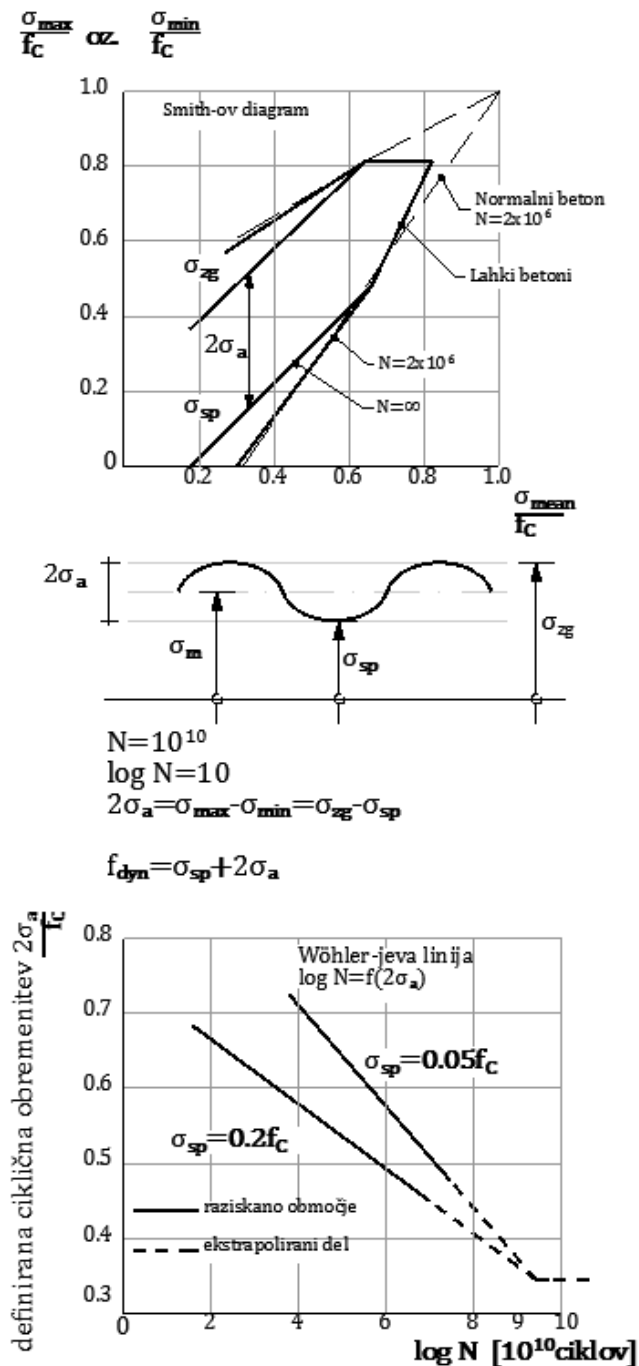 σmax/fC oz. σmin/fC
1.0
Smith-ov diagram
0.8
Normalni beton
N=2x10⁶
0.6
σzg
Lahki betoni
0.4
2σa
N=2x10⁶
0.2
σsp
N=∞
0
0.2 0.4 0.6 0.8 1.0
σmean/fC
2σa
σm
σsp
σzg
N=10¹⁰
log N=10
2σa=σmax-σmin=σzg-σsp
fdyn=σsp+2σa
definirana ciklična obremenitev 2σa/fC
0.8
Wöhler-jeva linija
log N=f(2σa)
0.7
σsp=0.05fC
0.6
σsp=0.2fC
0.5
raziskano območje
0.4
ekstrapolirani del
0.3
0 2 4 6 8 9 10
log N [10¹⁰ciklov]